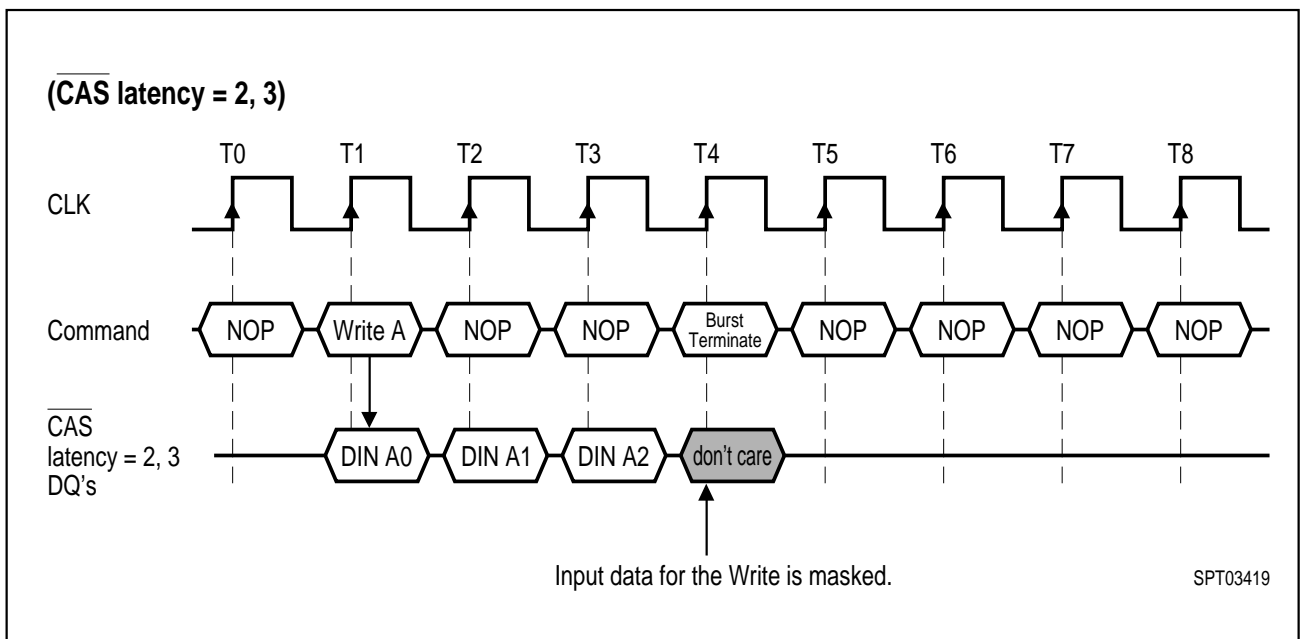 (CAS latency = 2, 3)
T0 T1 T2 T3 T4 T5 T6 T7 T8
CLK
Command NOP Write A NOP NOP Burst Terminate NOP NOP NOP NOP
CAS
latency = 2, 3
DQ's
DIN A0 DIN A1 DIN A2 don't care
Input data for the Write is masked.
SPT03419